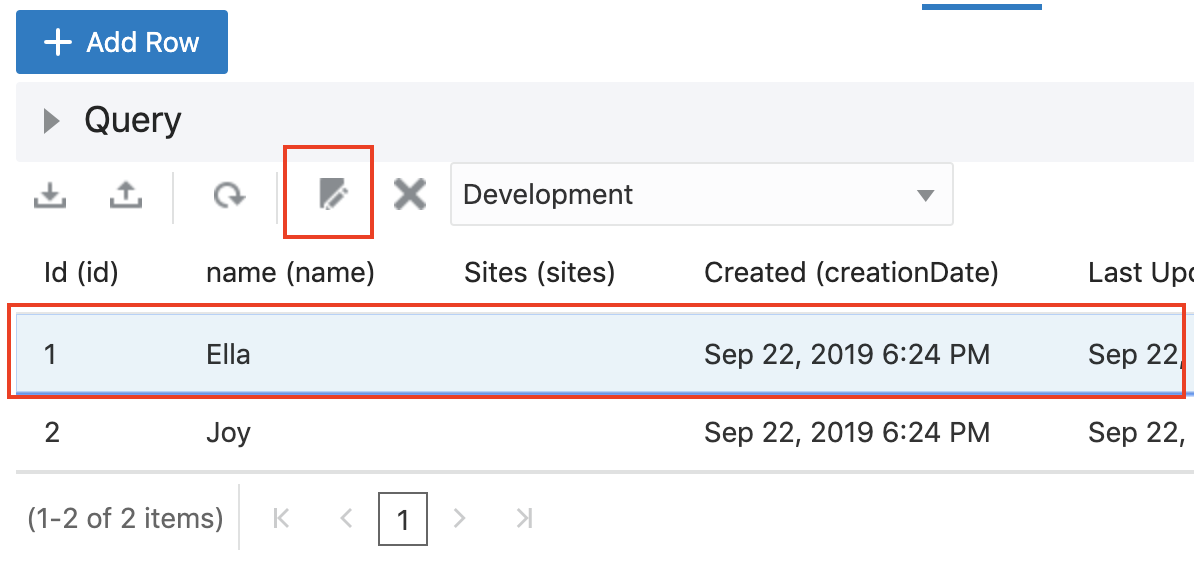 Add Row
Query
Development
Id (id) name (name) Sites (sites) Created (creationDate) Last Upd
1 Ella Sep 22, 2019 6:24 PM Sep 22,
2 Joy Sep 22, 2019 6:24 PM Sep 22,
(1-2 of 2 items) 1